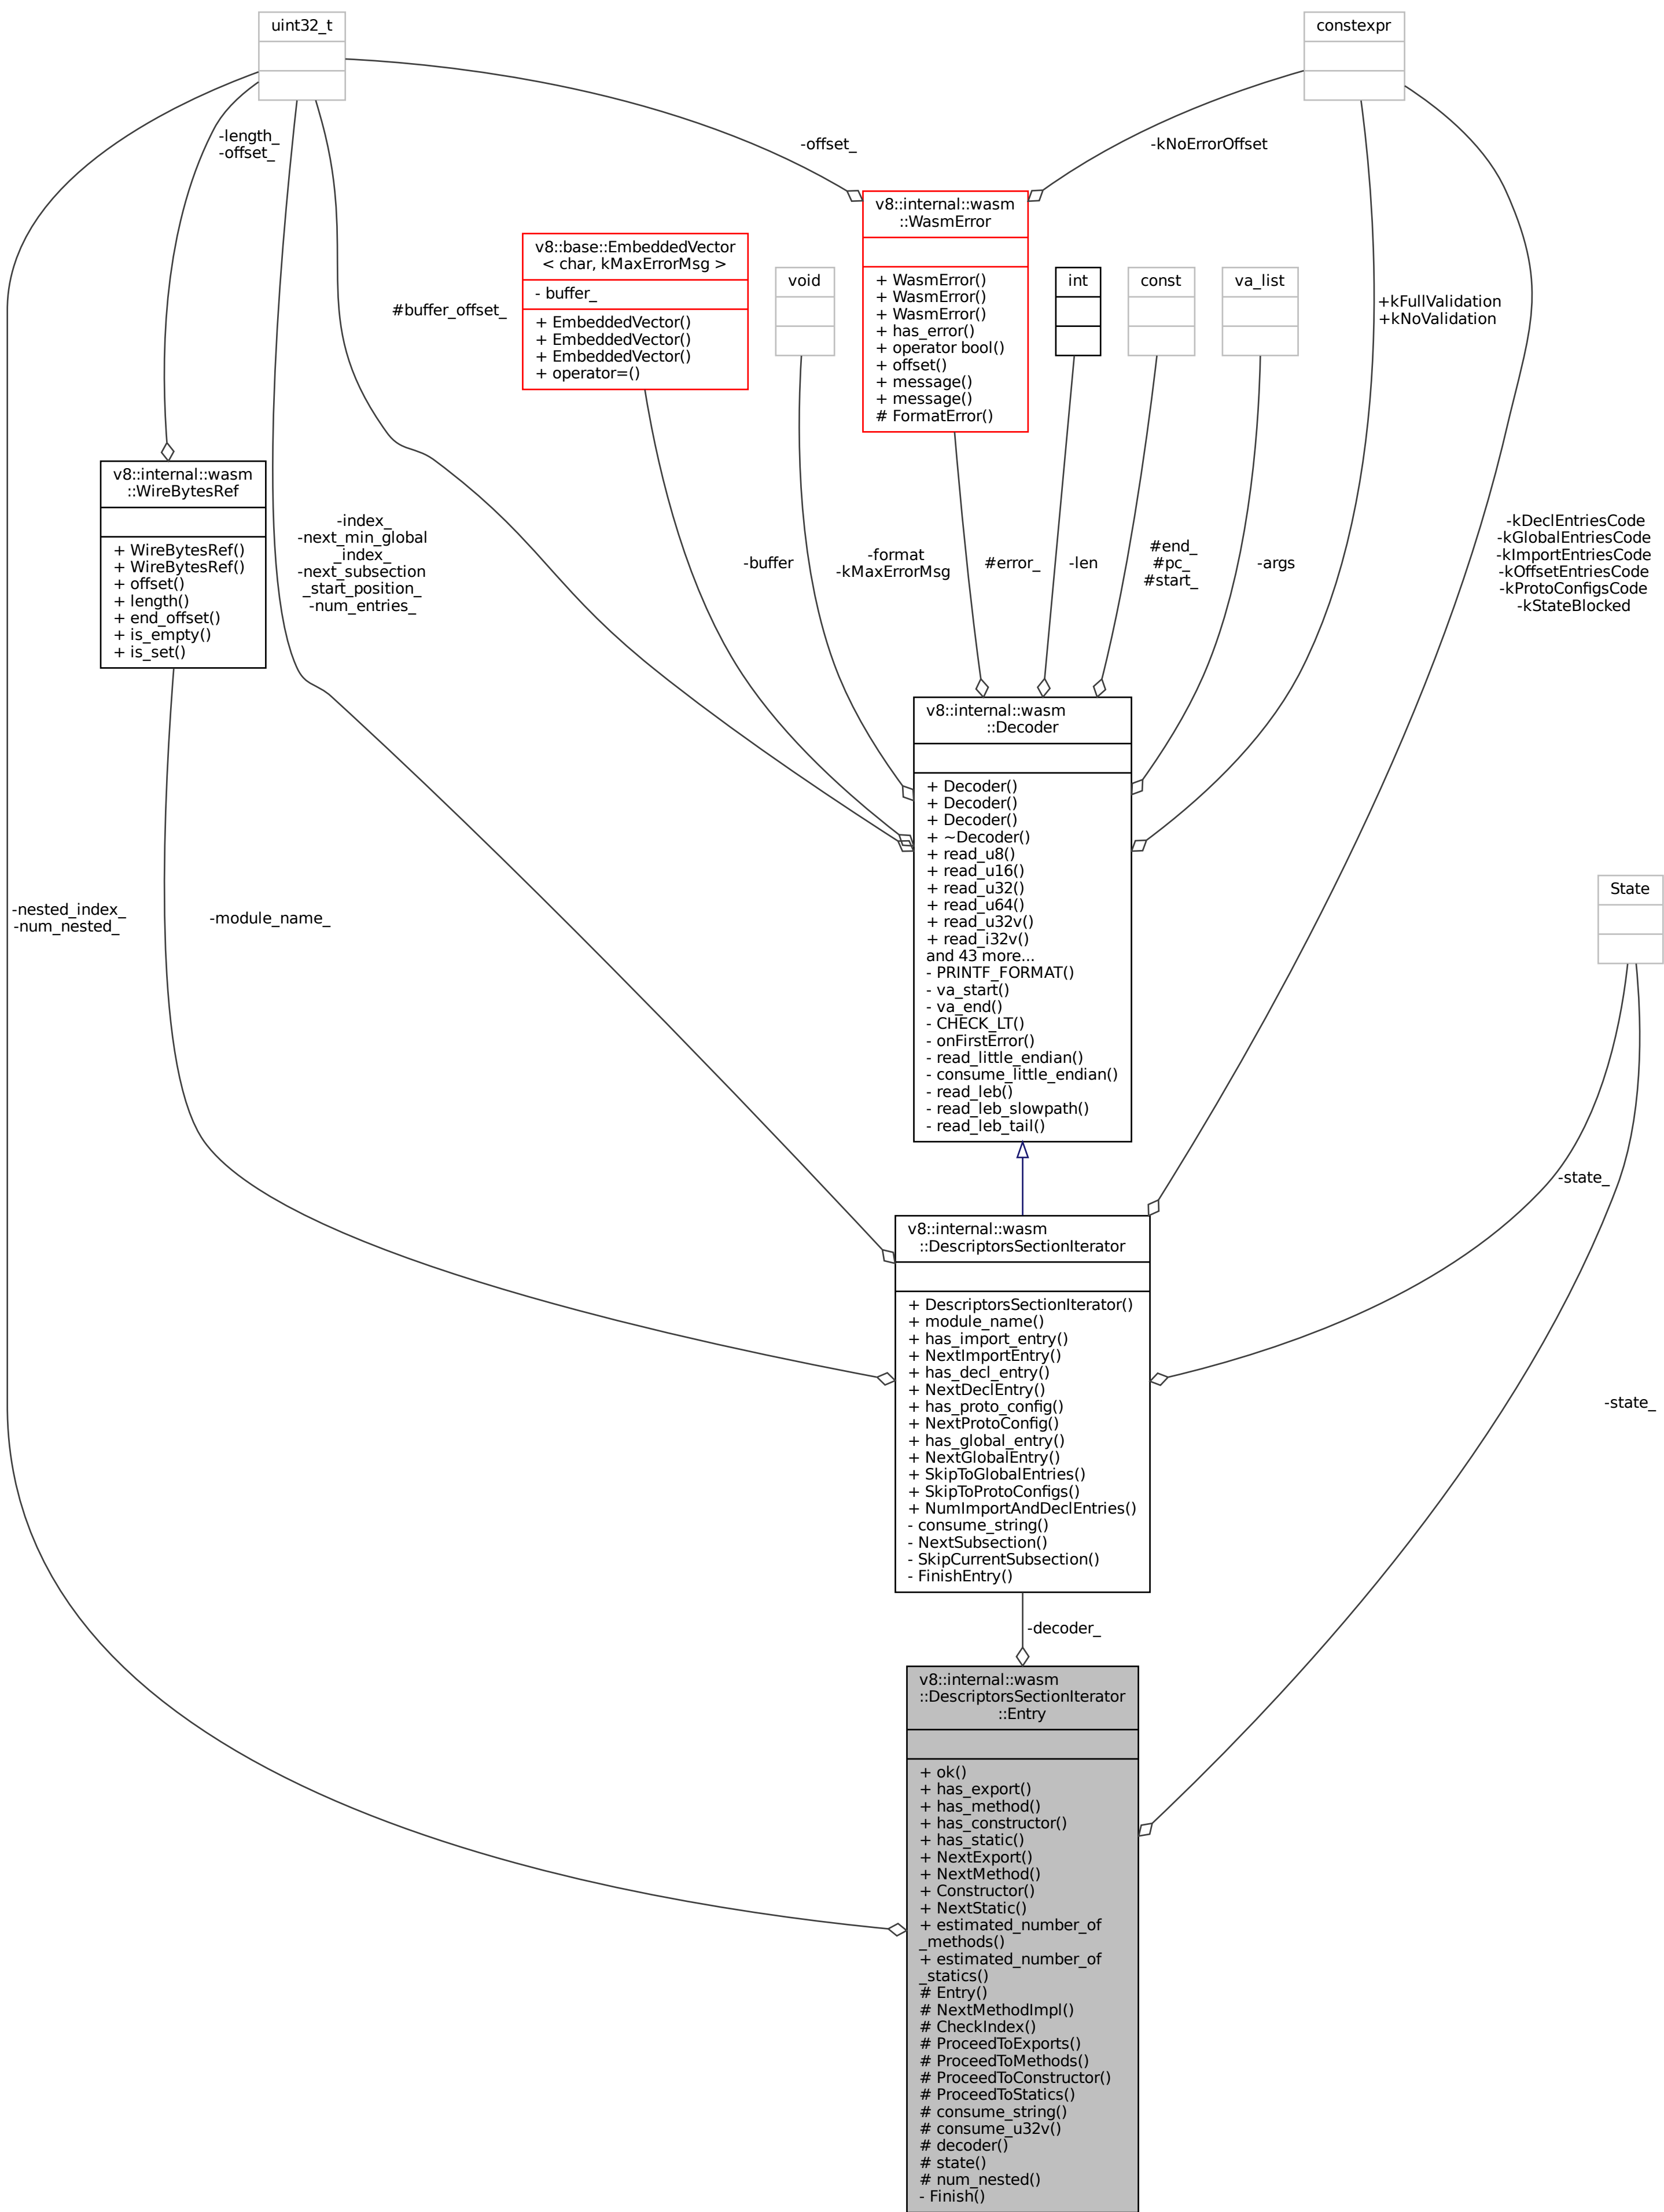 uint32_t
constexpr
-length_
-offset_
-offset_
-kNoErrorOffset
v8::internal::wasm
::WasmError
+ WasmError()
+ WasmError()
+ WasmError()
+ has_error()
+ operator bool()
+ offset()
+ message()
+ message()
# FormatError()
v8::base::EmbeddedVector
< char, kMaxErrorMsg >
- buffer_
+ EmbeddedVector()
+ EmbeddedVector()
+ EmbeddedVector()
+ operator=()
void
int
const
va_list
#buffer_offset_
+kFullValidation
+kNoValidation
v8::internal::wasm
::WireBytesRef
+ WireBytesRef()
+ WireBytesRef()
+ offset()
+ length()
+ end_offset()
+ is_empty()
+ is_set()
-index_
-next_min_global
_index_
-next_subsection
_start_position_
-num_entries_
-buffer
-format
-kMaxErrorMsg
#error_
-len
#end_
#pc_
#start_
-args
-kDeclEntriesCode
-kGlobalEntriesCode
-kImportEntriesCode
-kOffsetEntriesCode
-kProtoConfigsCode
-kStateBlocked
v8::internal::wasm
::Decoder
+ Decoder()
+ Decoder()
+ Decoder()
+ ~Decoder()
+ read_u8()
+ read_u16()
+ read_u32()
+ read_u64()
+ read_u32v()
+ read_i32v()
and 43 more...
- PRINTF_FORMAT()
- va_start()
- va_end()
- CHECK_LT()
- onFirstError()
- read_little_endian()
- consume_little_endian()
- read_leb()
- read_leb_slowpath()
- read_leb_tail()
State
-nested_index_
-num_nested_
-module_name_
-state_
v8::internal::wasm
::DescriptorsSectionIterator
+ DescriptorsSectionIterator()
+ module_name()
+ has_import_entry()
+ NextImportEntry()
+ has_decl_entry()
+ NextDeclEntry()
+ has_proto_config()
+ NextProtoConfig()
+ has_global_entry()
+ NextGlobalEntry()
+ SkipToGlobalEntries()
+ SkipToProtoConfigs()
+ NumImportAndDeclEntries()
- consume_string()
- NextSubsection()
- SkipCurrentSubsection()
- FinishEntry()
-state_
-decoder_
v8::internal::wasm
::DescriptorsSectionIterator
::Entry
+ ok()
+ has_export()
+ has_method()
+ has_constructor()
+ has_static()
+ NextExport()
+ NextMethod()
+ Constructor()
+ NextStatic()
+ estimated_number_of
_methods()
+ estimated_number_of
_statics()
# Entry()
# NextMethodImpl()
# CheckIndex()
# ProceedToExports()
# ProceedToMethods()
# ProceedToConstructor()
# ProceedToStatics()
# consume_string()
# consume_u32v()
# decoder()
# state()
# num_nested()
- Finish()